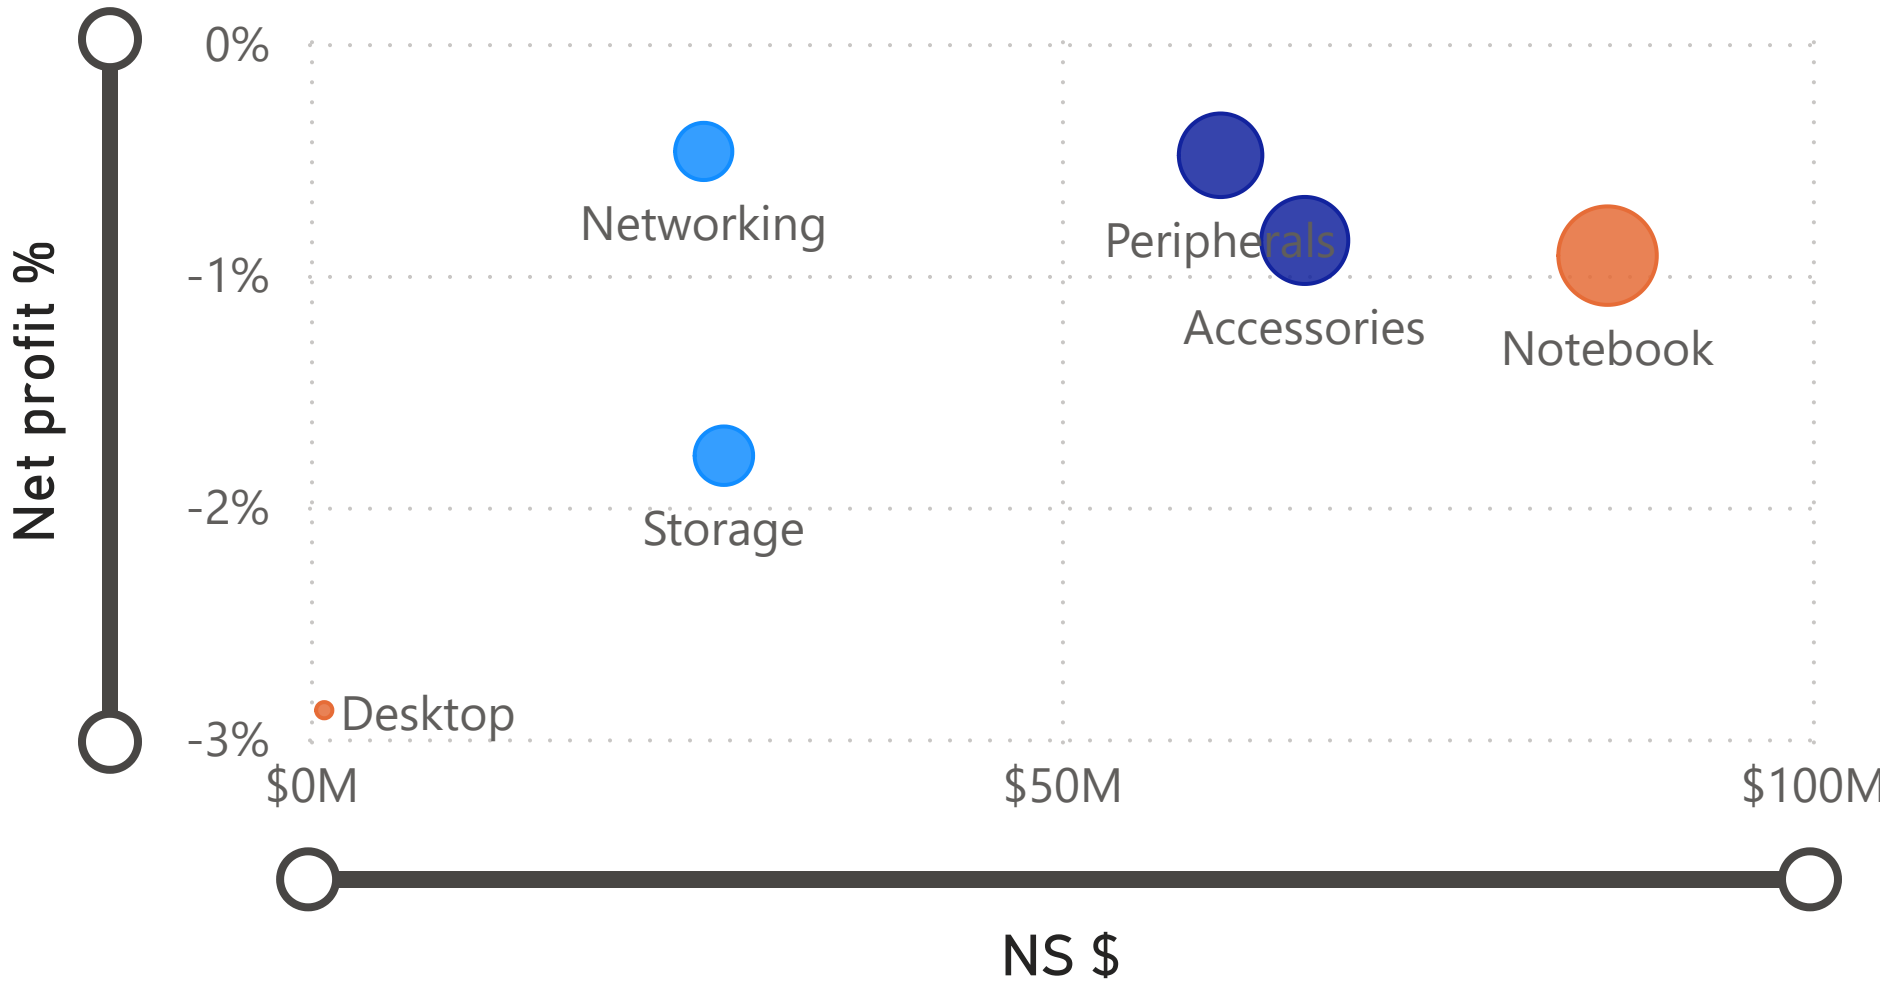 Net profit %
0%
-1%
-2%
-3%
Networking
Peripherals
Accessories
Notebook
Storage
Desktop
$0M
$50M
$100M
NS $